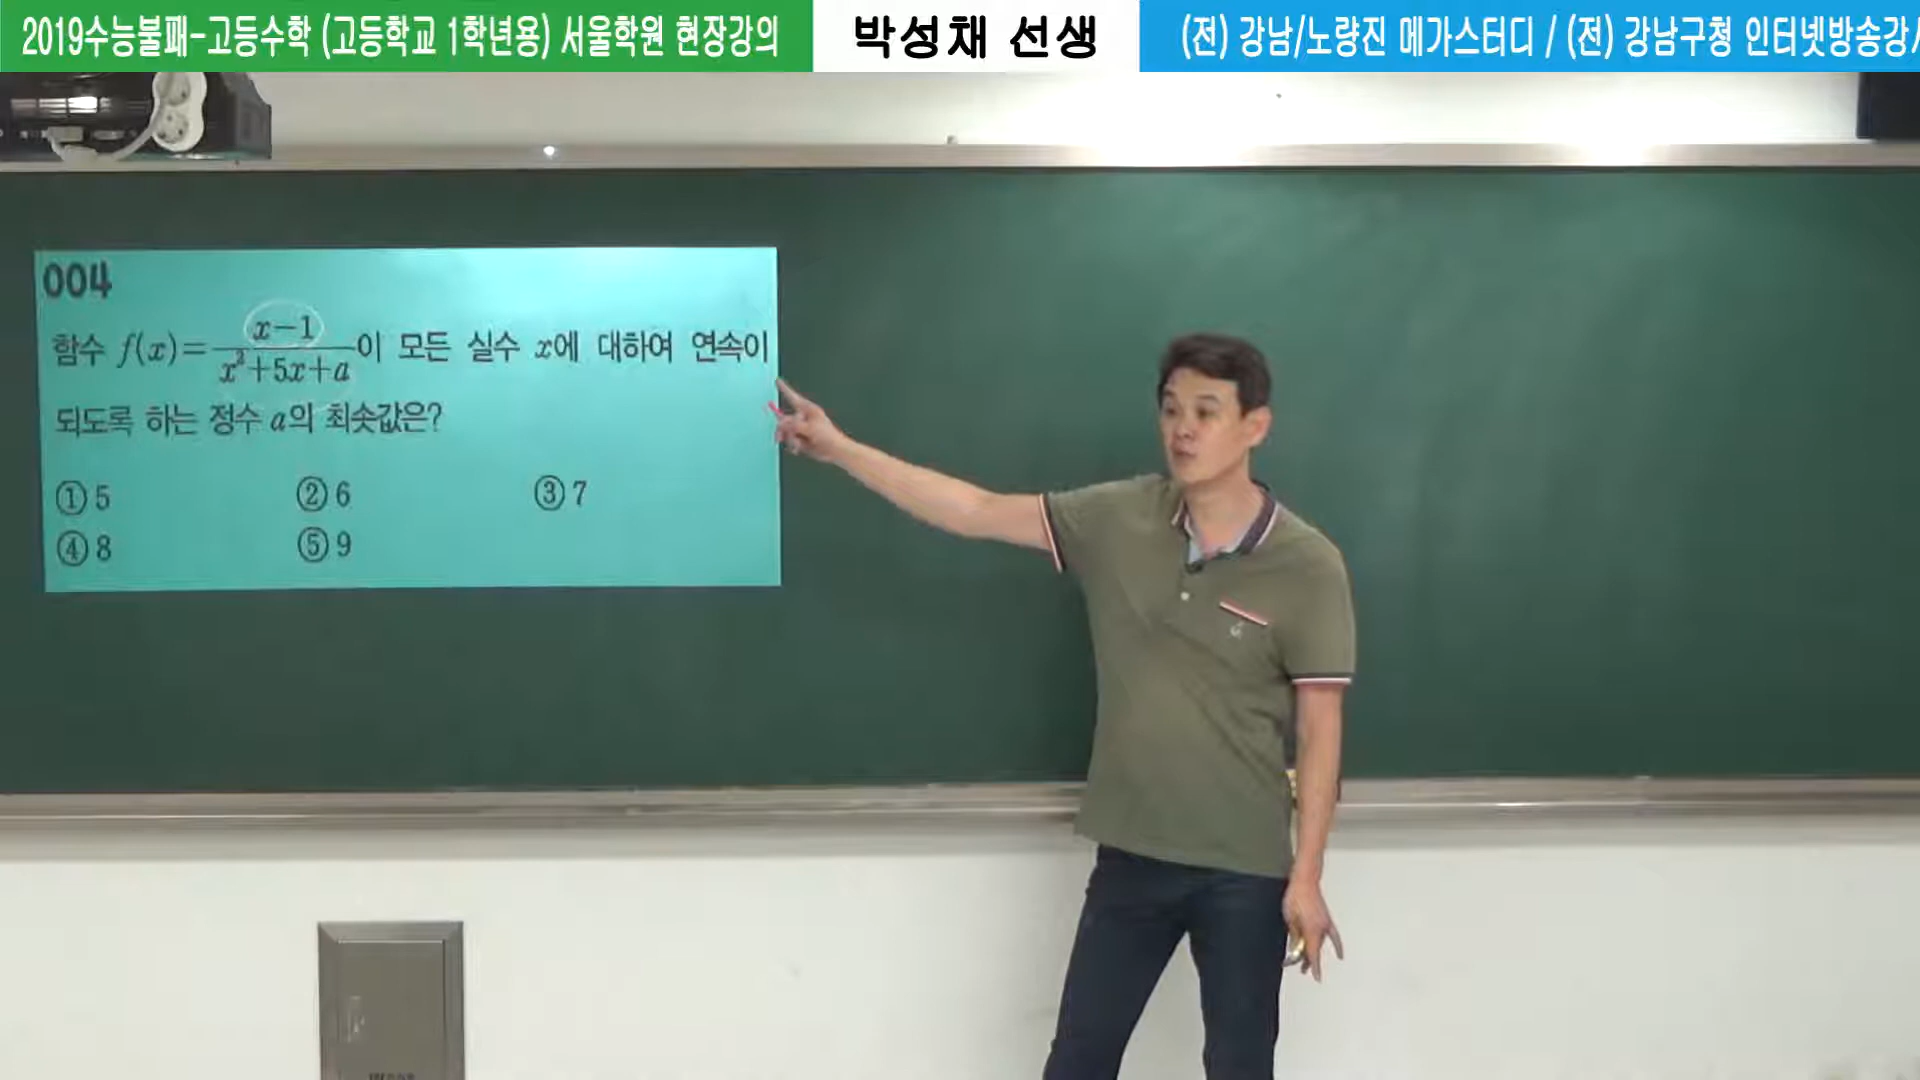 2019수능불패-고등수학 (고등학교 1학년용) 서울학원 현장강의
박성채 선생
(전) 강남/노량진 메가스터디 / (전) 강남구청 인터넷방송강
004
함수 f(x)=\frac{x-1}{x^2+5x+a}이 모든 실수 x에 대하여 연속이
되도록 하는 정수 a의 최솟값은?
① 5 ② 6 ③ 7
④ 8 ⑤ 9